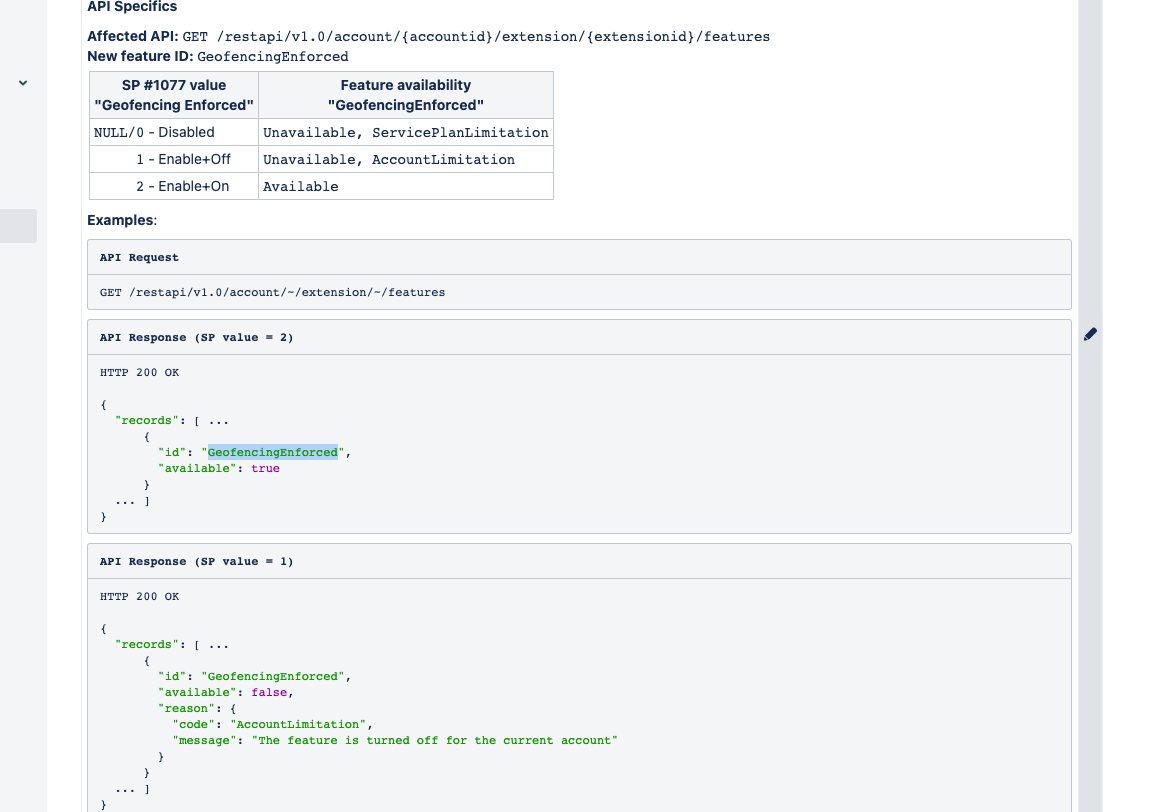 API Specifics
Affected API: GET /restapi/v1.0/account/{accountid}/extension/{extensionid}/features
New feature ID: GeofencingEnforced
SP #1077 value "Geofencing Enforced" Feature availability "GeofencingEnforced"
NULL/0 - Disabled Unavailable, ServicePlanLimitation
1 - Enable+Off Unavailable, AccountLimitation
2 - Enable+On Available
Examples:
API Request
GET /restapi/v1.0/account/~/extension/~/features
API Response (SP value = 2)
HTTP 200 OK
{
"records": [ ...
{
"id": "GeofencingEnforced",
"available": true
}
... ]
}
API Response (SP value = 1)
HTTP 200 OK
{
"records": [ ...
{
"id": "GeofencingEnforced",
"available": false,
"reason": {
"code": "AccountLimitation",
"message": "The feature is turned off for the current account"
}
}
... ]
}